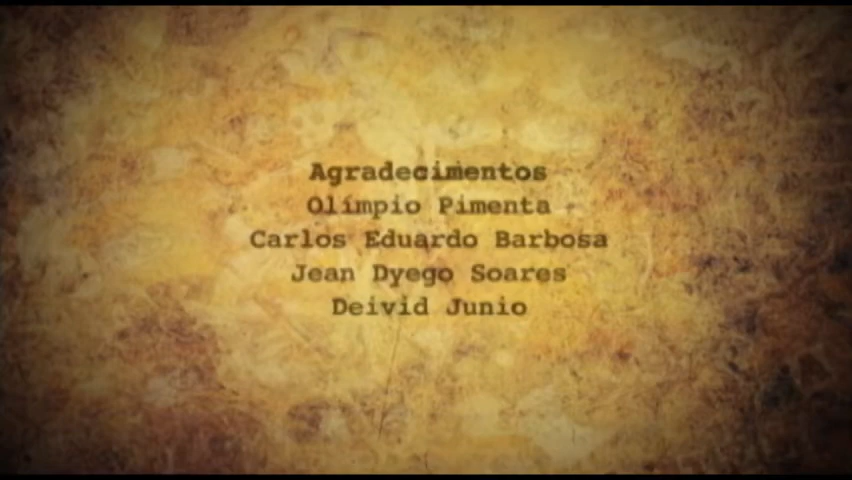 Agradecimentos
Olímpio Pimenta
Carlos Eduardo Barbosa
Jean Dyego Soares
Deivid Junio